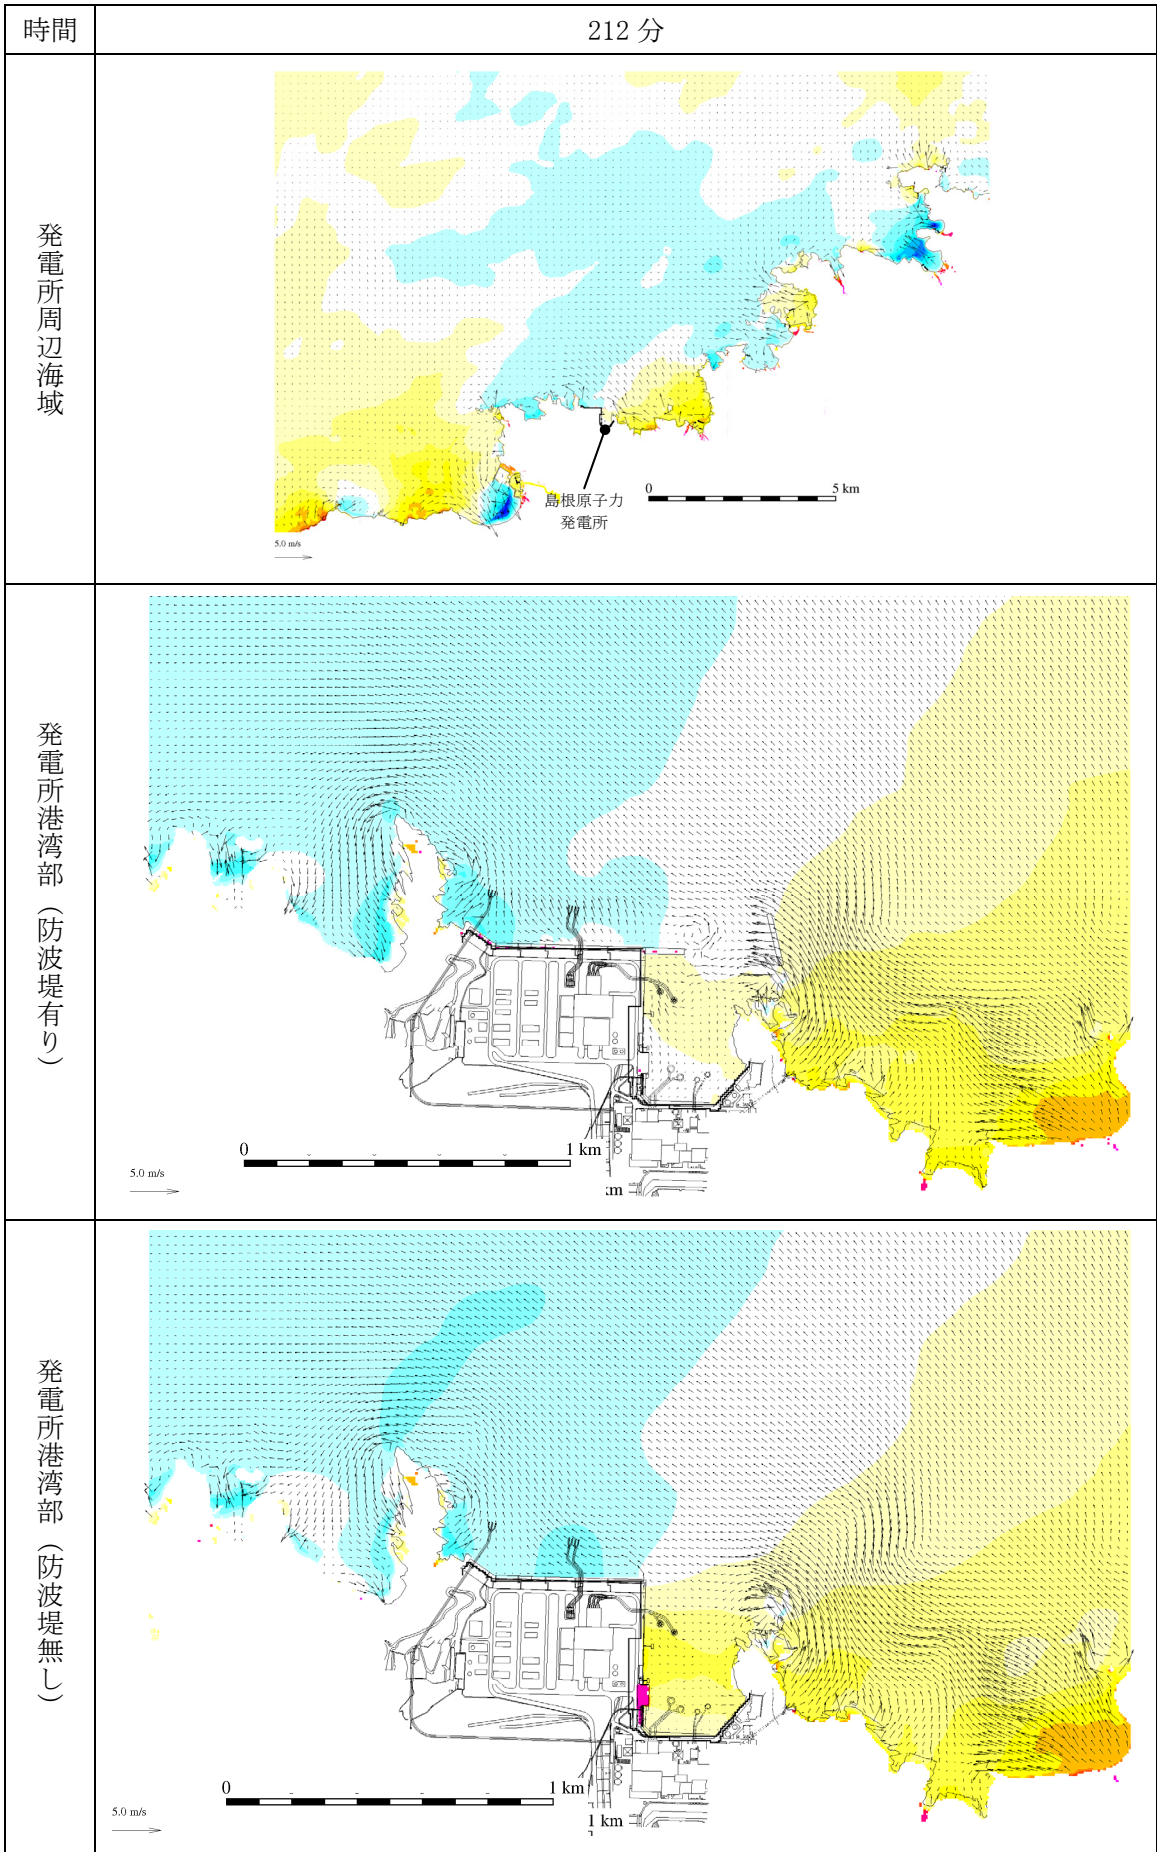 時間
212 分
発電所周辺海域
島根原子力
発電所
0
5 km
5.0 m/s
発電所港湾部（防波堤有り）
0
1 km
5.0 m/s
km
発電所港湾部（防波堤無し）
0
1 km
5.0 m/s
1 km